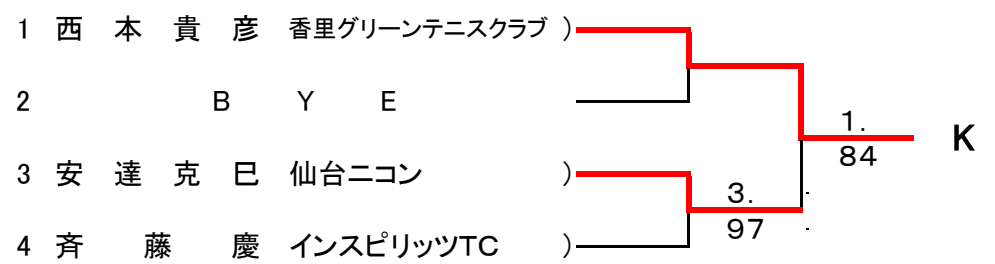 1 西 本 貴 彦 香里グリーンテニスクラブ )
2 B Y E
1.
84
K
3 安 達 克 巳 仙台ニコン )
3.
97
4 斉 藤 慶 インスピリッツTC )